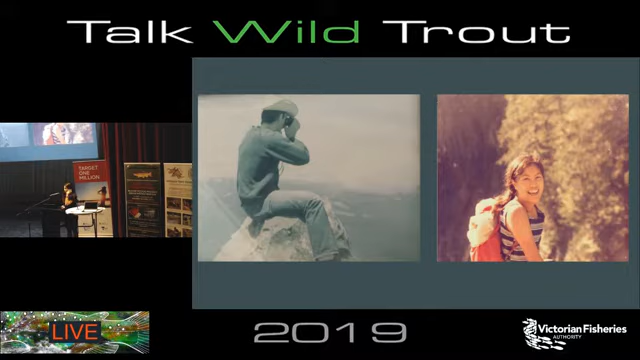 Talk Wild Trout
TARGET
ONE
MILLION
LIVE
2019
Victorian Fisheries
AUTHORITY